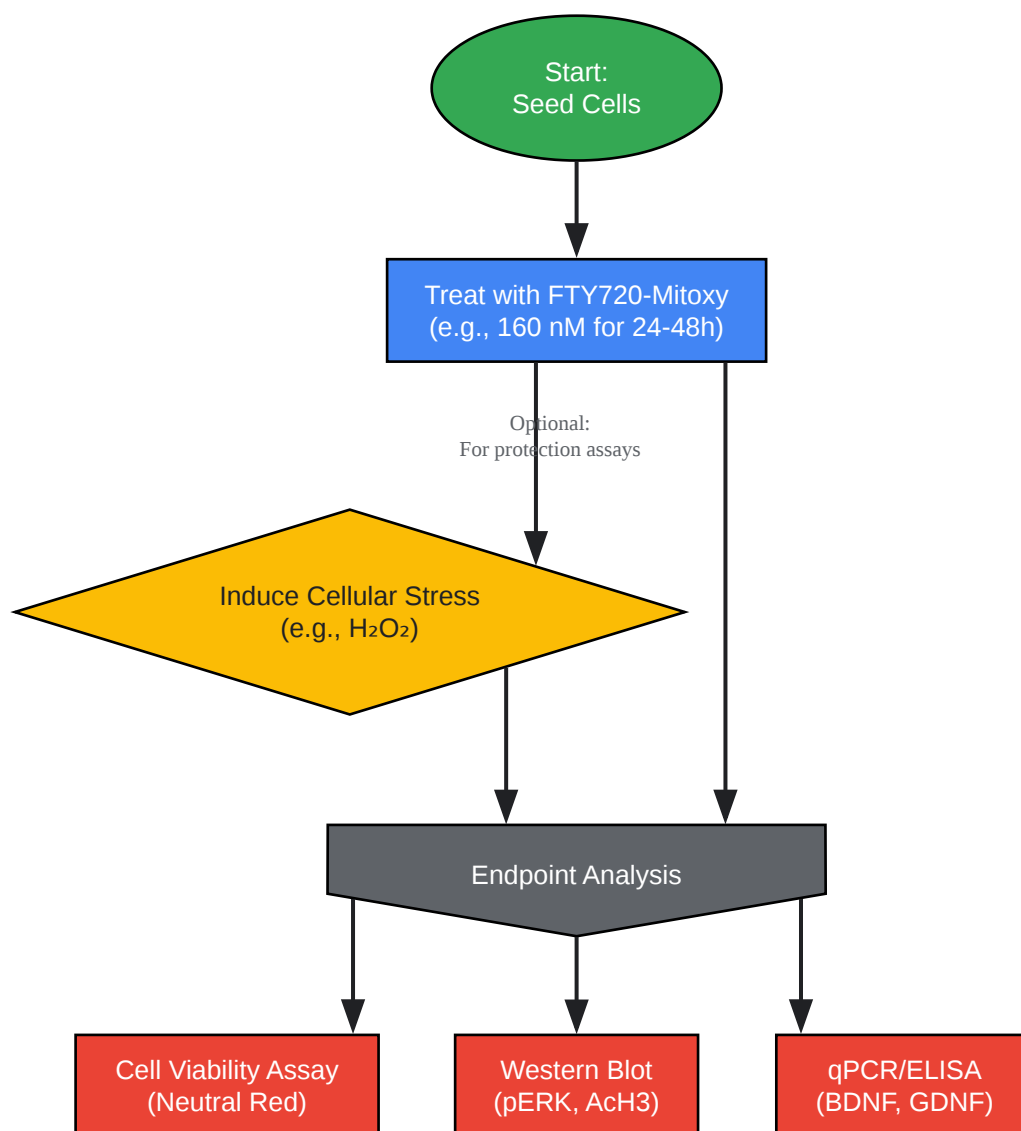 Start:
Seed Cells
Treat with FTY720-Mitoxy
(e.g., 160 nM for 24-48h)
Optional:
For protection assays
Induce Cellular Stress
(e.g., H₂O₂)
Endpoint Analysis
Cell Viability Assay
(Neutral Red)
Western Blot
(pERK, AcH3)
qPCR/ELISA
(BDNF, GDNF)